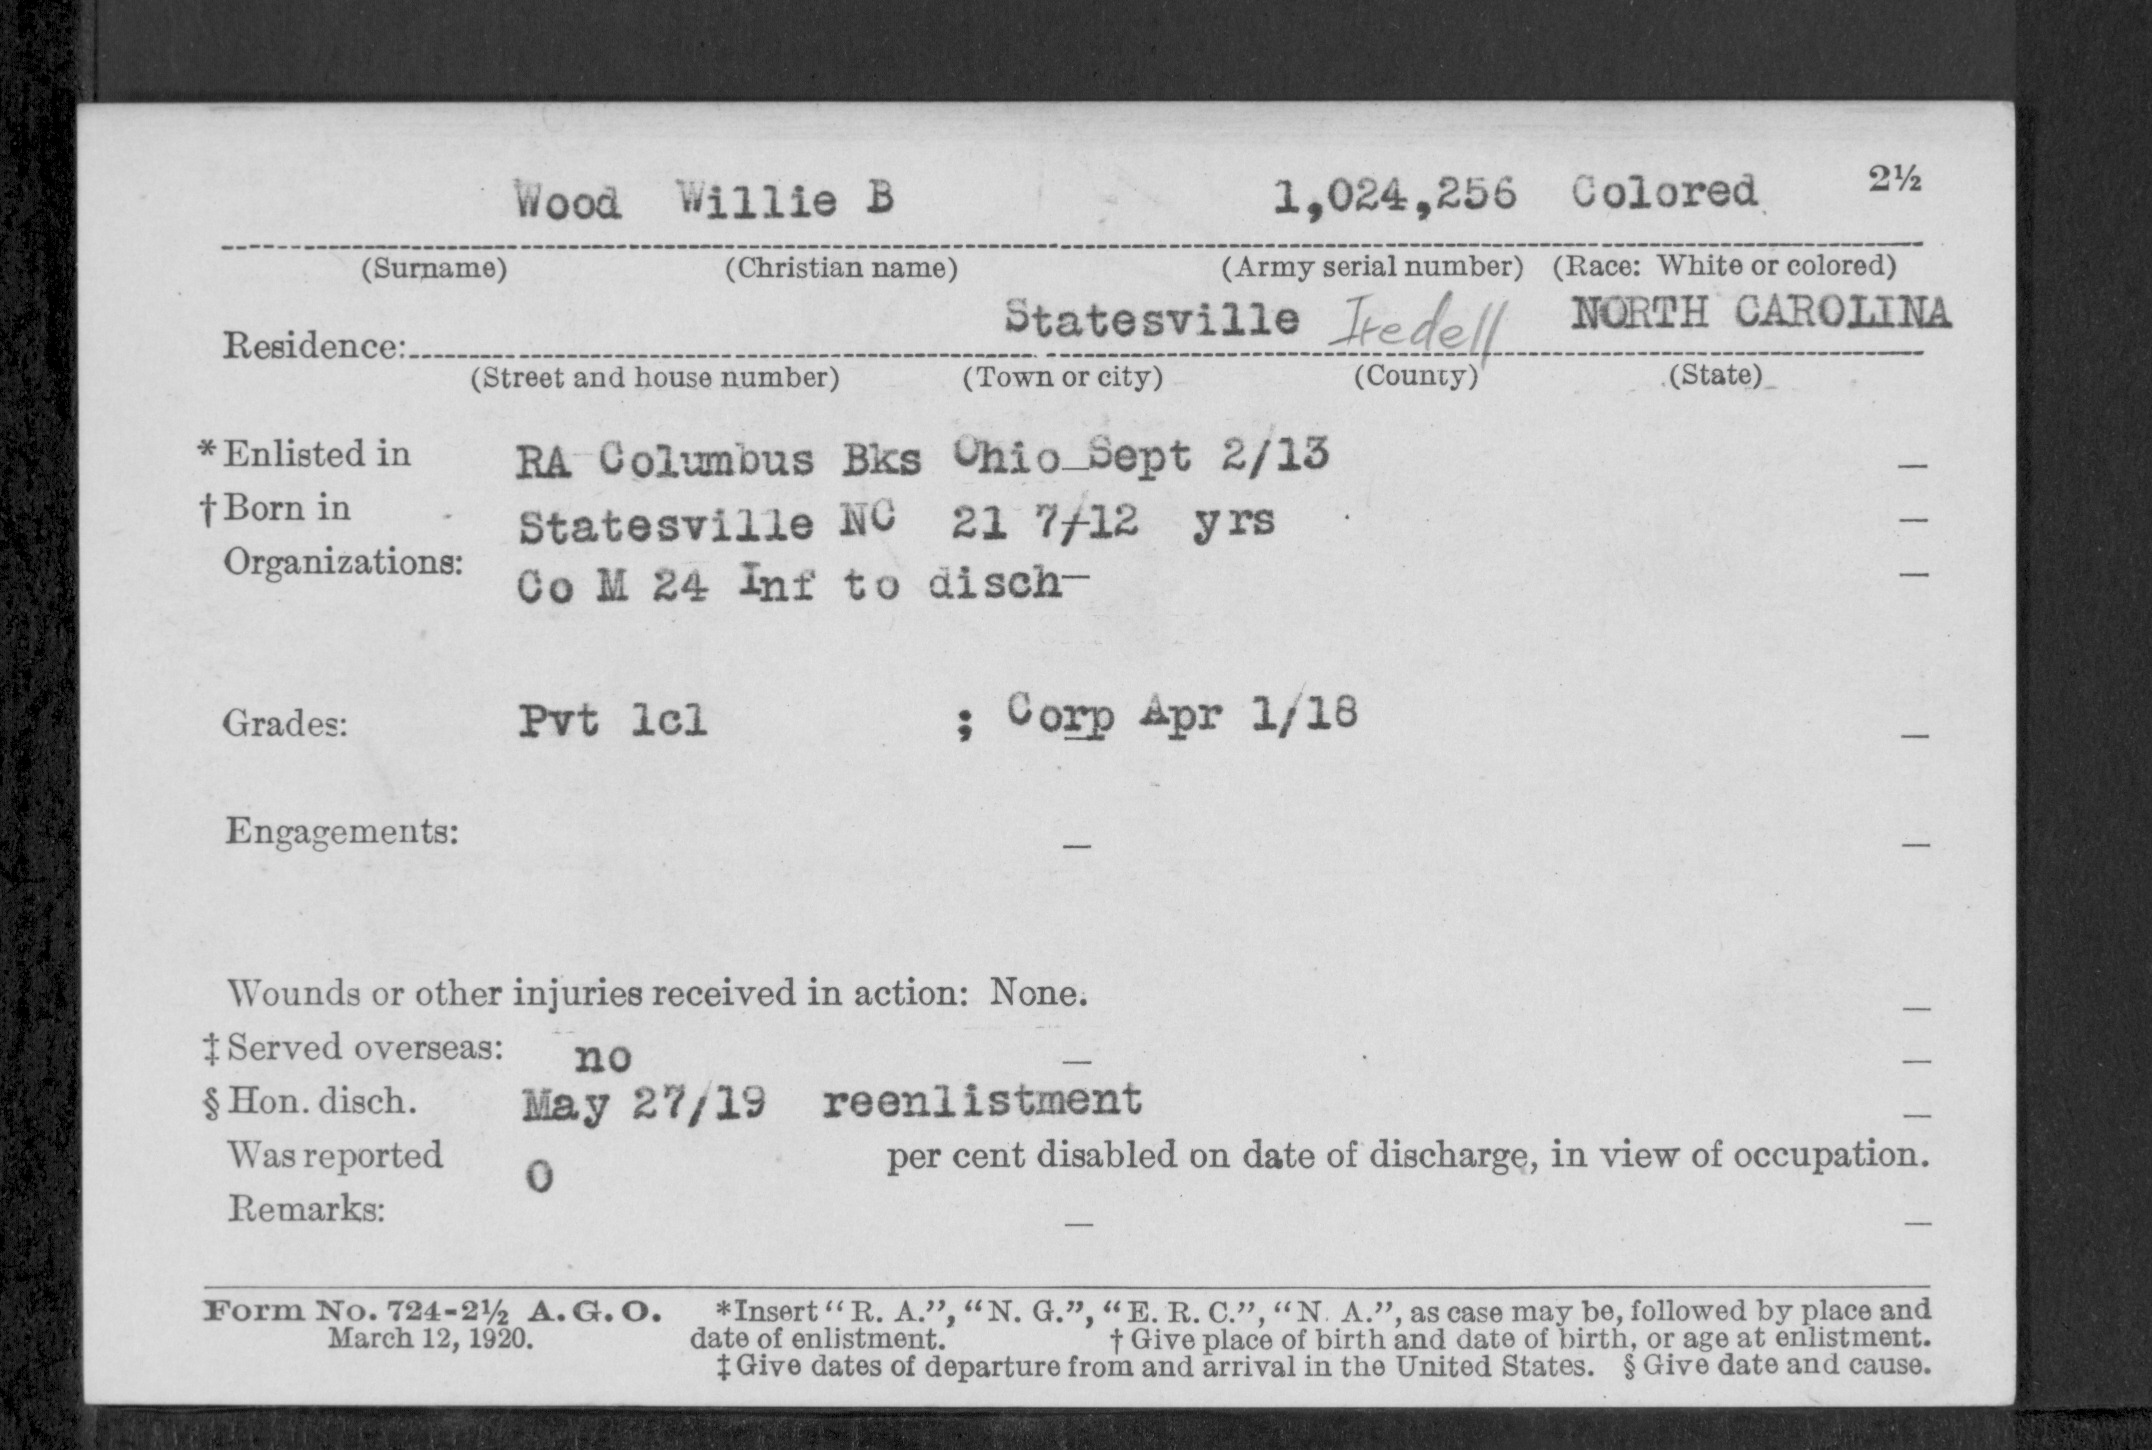 Wood Willie B 1,024,256 Colored 2½
(Surname) (Christian name) (Army serial number) (Race: White or colored)
Residence: Statesville Iredell NORTH CAROLINA
(Street and house number) (Town or city) (County) (State)
*Enlisted in RA Columbus Bks Ohio Sept 2/13 —
†Born in Statesville NC 21 7/12 yrs —
Organizations: Co M 24 Inf to disch— —
Grades: Pvt 1cl ; Corp Apr 1/18 —
Engagements: — —
Wounds or other injuries received in action: None. —
‡Served overseas: no — —
§Hon. disch. May 27/19 reenlistment —
Was reported 0 per cent disabled on date of discharge, in view of occupation.
Remarks: — —
Form No. 724-2½ A.G.O. *Insert "R. A.", "N. G.", "E. R. C.", "N. A.", as case may be, followed by place and
March 12, 1920. date of enlistment. †Give place of birth and date of birth, or age at enlistment.
‡Give dates of departure from and arrival in the United States. §Give date and cause.